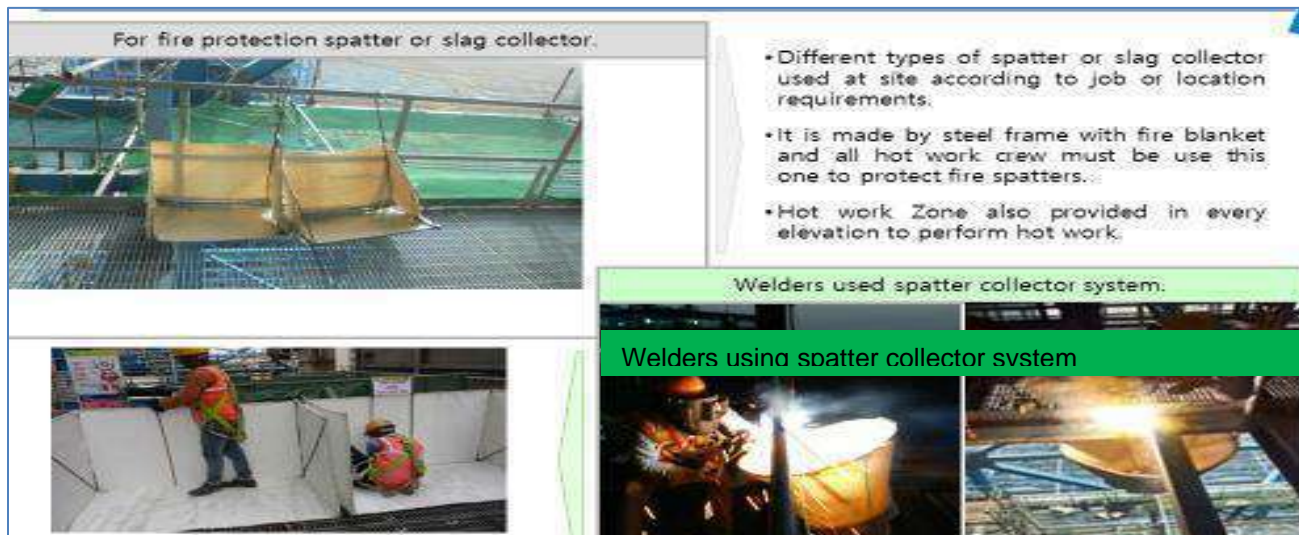 For fire protection spatter or slag collector.
•Different types of spatter or slag collector
used at site according to job or location
requirements.
•It is made by steel frame with fire blanket
and all hot work crew must be use this
one to protect fire spatters.
•Hot work Zone also provided in every
elevation to perform hot work.
Welders used spatter collector system.
Welders using spatter collector system